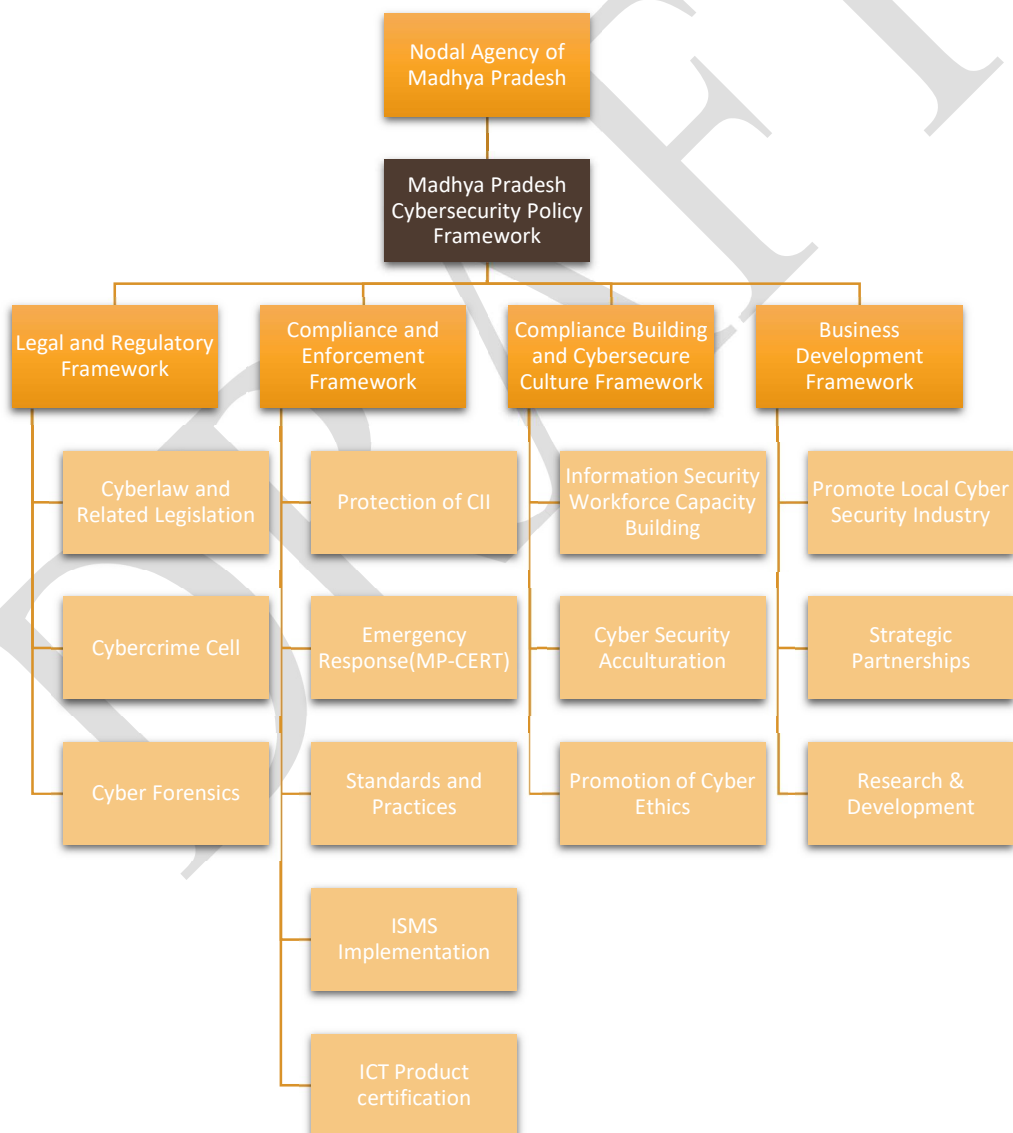 Nodal Agency of
Madhya Pradesh
Madhya Pradesh
Cybersecurity Policy
Framework
Legal and Regulatory
Framework
Compliance and
Enforcement
Framework
Compliance Building
and Cybersecure
Culture Framework
Business
Development
Framework
Cyberlaw and
Related Legislation
Cybercrime Cell
Cyber Forensics
Protection of CII
Emergency
Response(MP-CERT)
Standards and
Practices
ISMS
Implementation
ICT Product
certification
Information Security
Workforce Capacity
Building
Cyber Security
Acculturation
Promotion of Cyber
Ethics
Promote Local Cyber
Security Industry
Strategic
Partnerships
Research &
Development
DRAFT